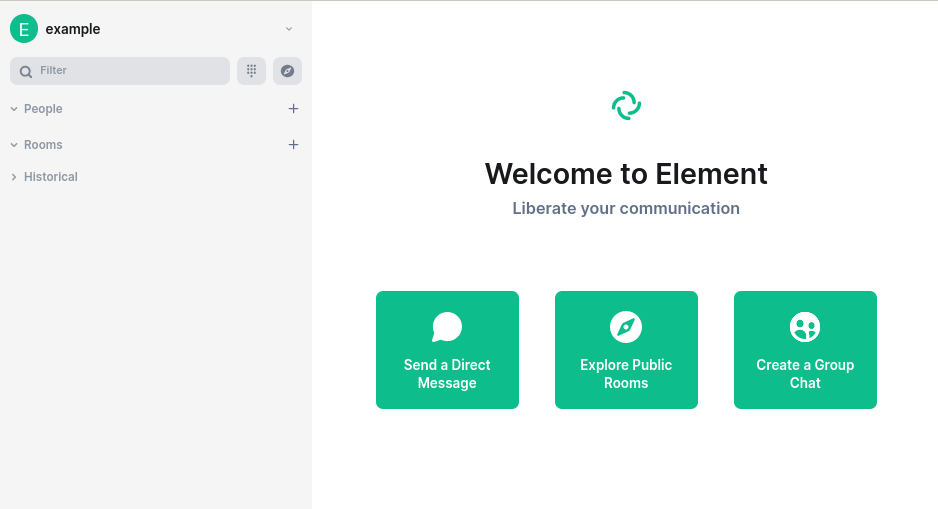 E example
Filter
People
Rooms
Historical
Welcome to Element
Liberate your communication
Send a Direct
Message
Explore Public
Rooms
Create a Group
Chat